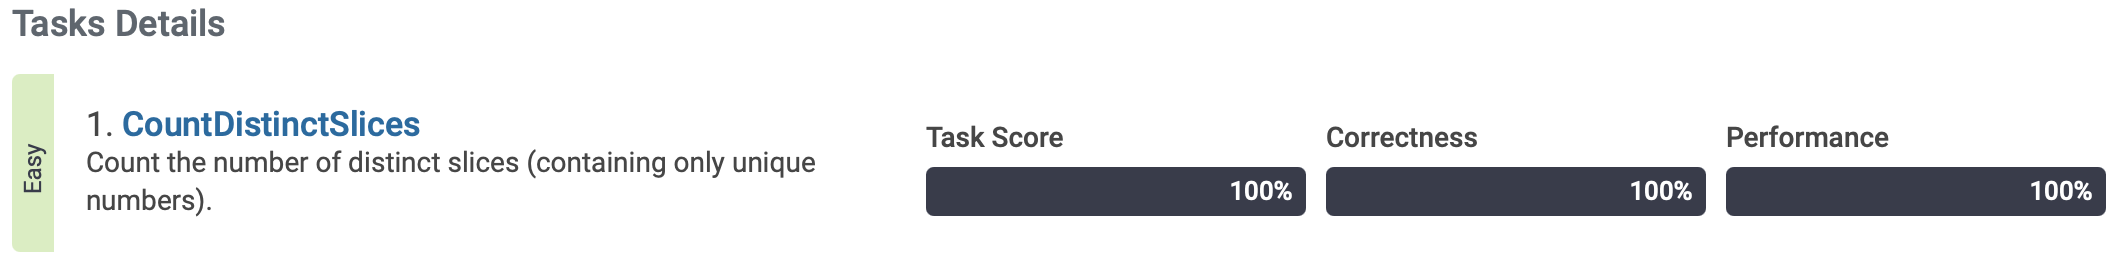 Tasks Details
Easy
1. CountDistinctSlices
Count the number of distinct slices (containing only unique
numbers).
Task Score
100%
Correctness
100%
Performance
100%